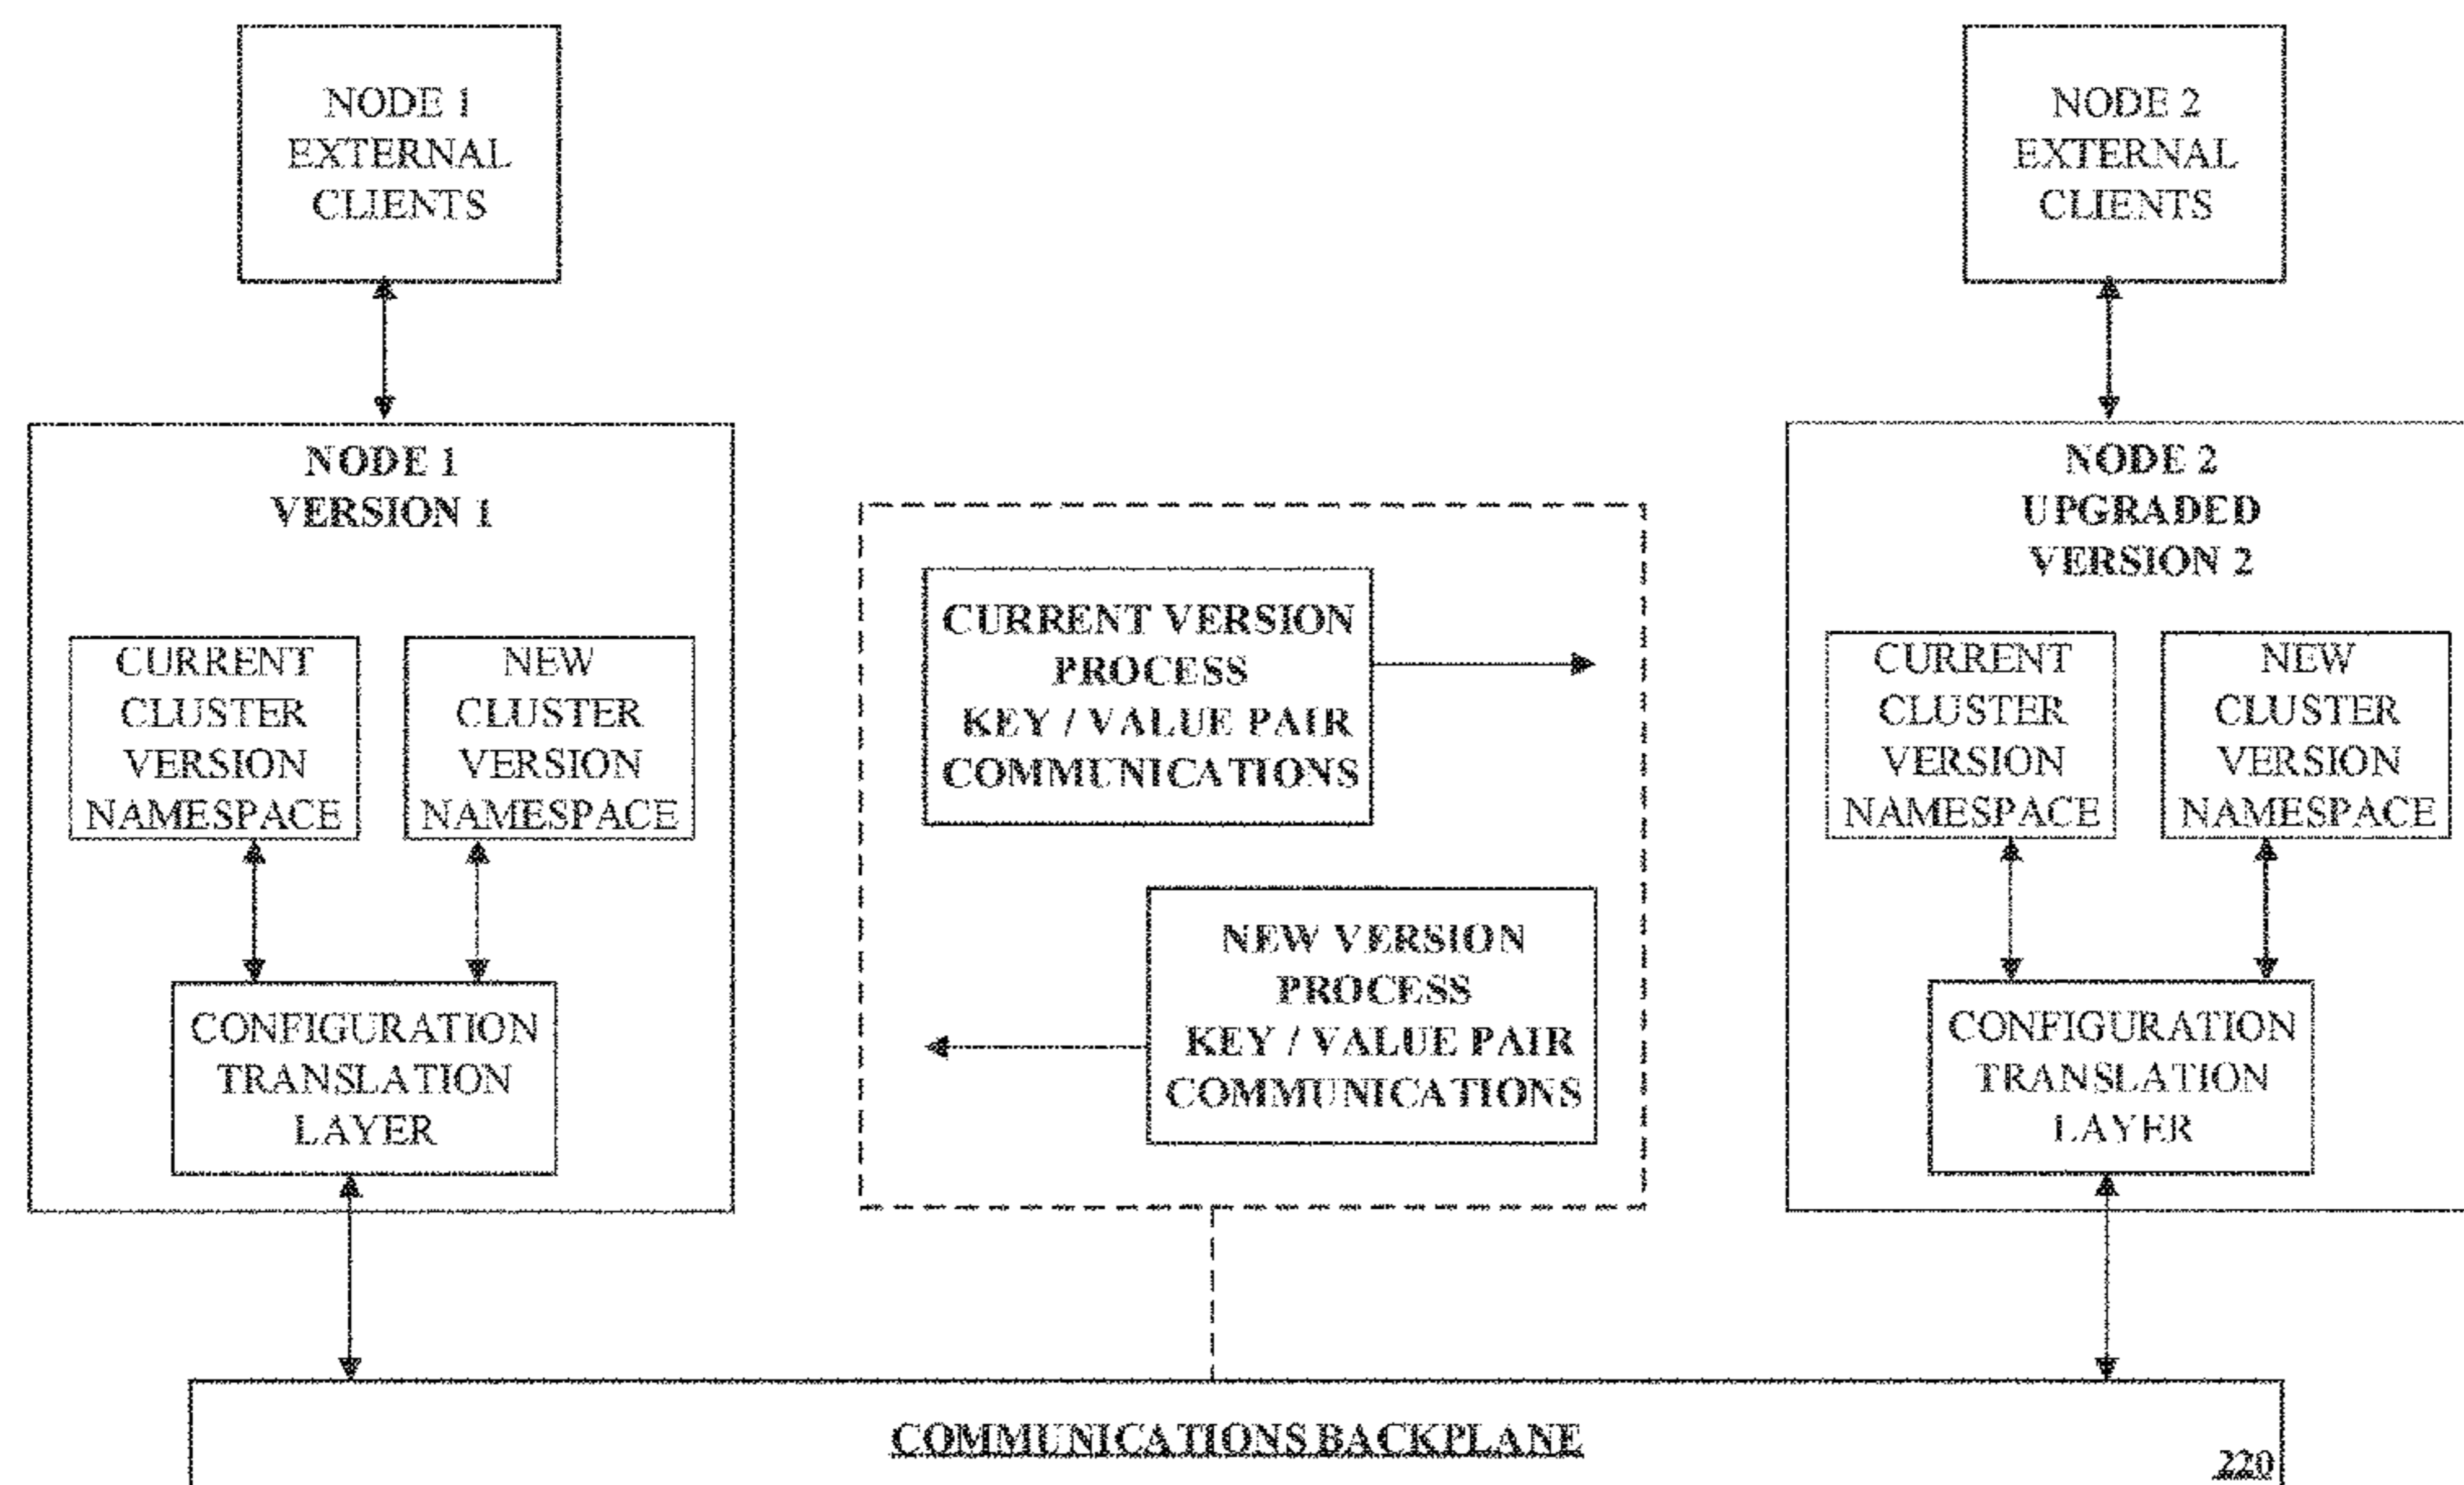 NODE 1
EXTERNAL
CLIENTS
NODE 2
EXTERNAL
CLIENTS
NODE 1
VERSION 1
CURRENT
CLUSTER
VERSION
NAMESPACE
NEW
CLUSTER
VERSION
NAMESPACE
CONFIGURATION
TRANSLATION
LAYER
CURRENT VERSION
PROCESS
KEY / VALUE PAIR
COMMUNICATIONS
NEW VERSION
PROCESS
KEY / VALUE PAIR
COMMUNICATIONS
NODE 2
UPGRADED
VERSION 2
CURRENT
CLUSTER
VERSION
NAMESPACE
NEW
CLUSTER
VERSION
NAMESPACE
CONFIGURATION
TRANSLATION
LAYER
COMMUNICATIONS BACKPLANE
220